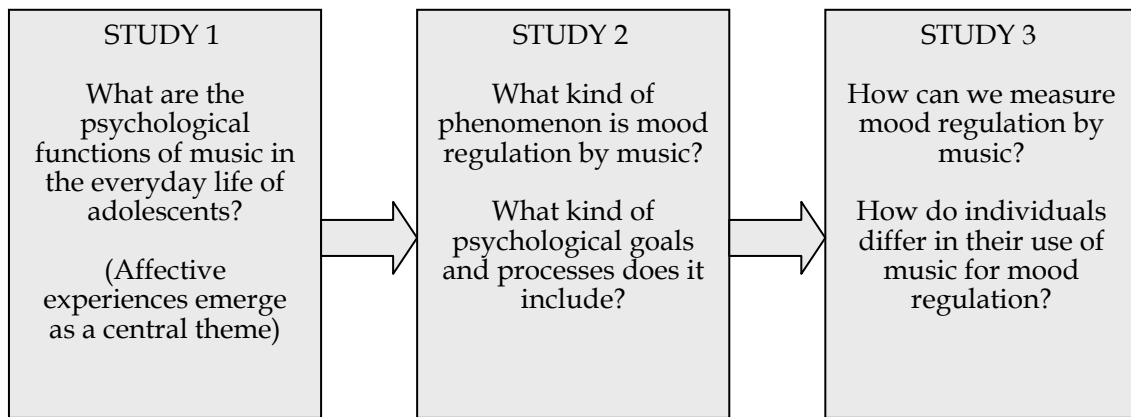 STUDY 1
What are the
psychological
functions of music in
the everyday life of
adolescents?
(Affective
experiences emerge
as a central theme)
STUDY 2
What kind of
phenomenon is mood
regulation by music?
What kind of
psychological goals
and processes does it
include?
STUDY 3
How can we measure
mood regulation by
music?
How do individuals
differ in their use of
music for mood
regulation?